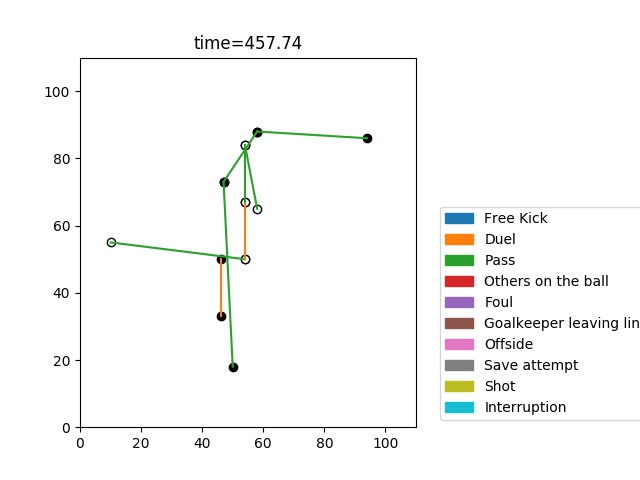 time=457.74
100
80
60
40
20
0
0 20 40 60 80 100
Free Kick
Duel
Pass
Others on the ball
Foul
Goalkeeper leaving lin
Offside
Save attempt
Shot
Interruption